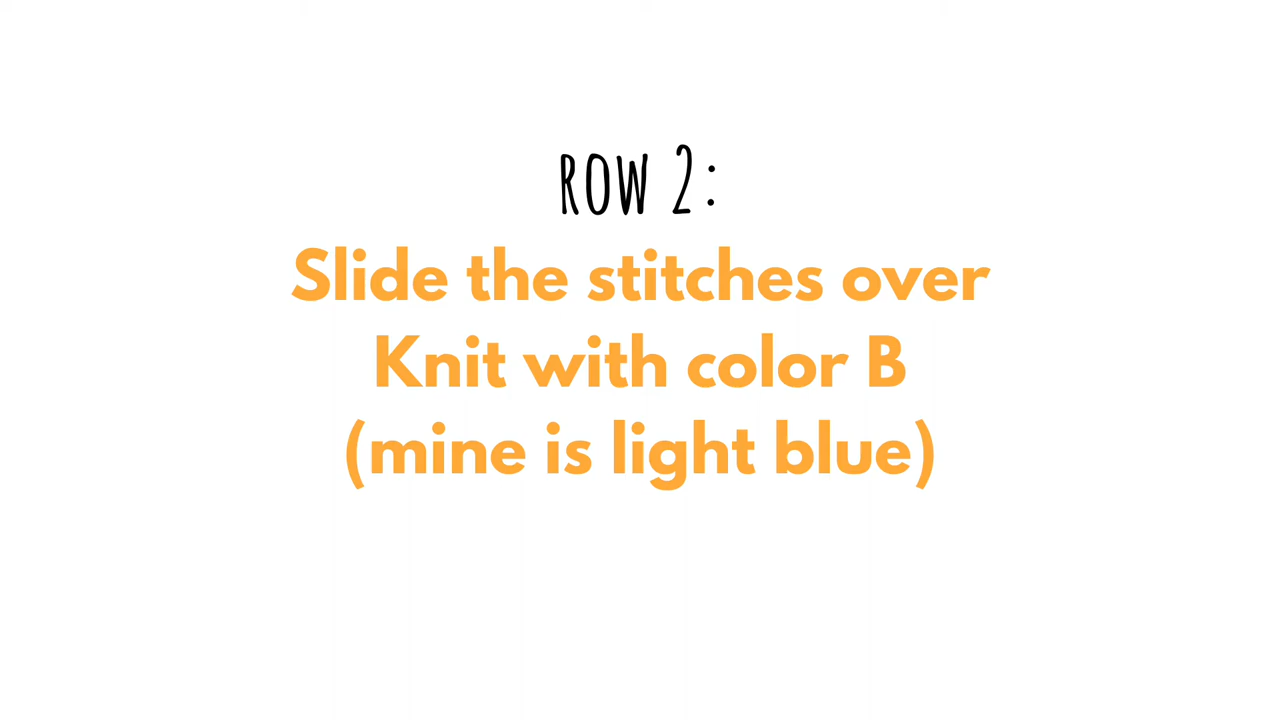 ROW 2:
Slide the stitches over
Knit with color B
(mine is light blue)